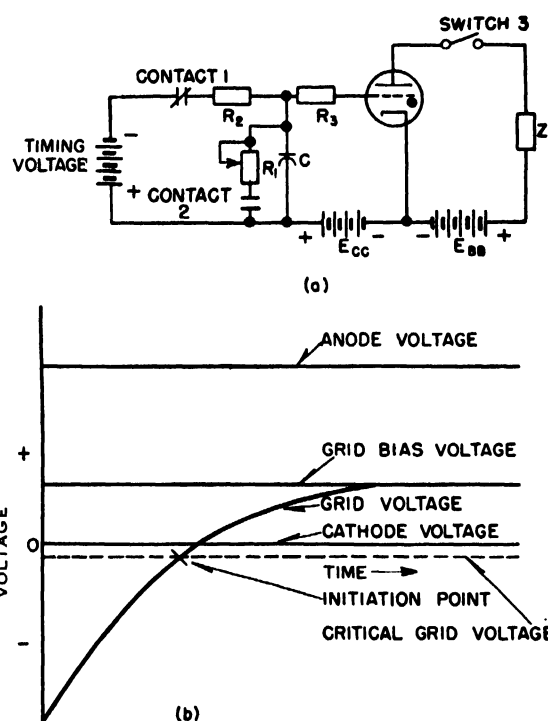 SWITCH 3
CONTACT 1
R2
R3
Z
TIMING
VOLTAGE
-
+
R1
C
CONTACT
2
+ ECC -
- EBB +
(a)
ANODE VOLTAGE
+
GRID BIAS VOLTAGE
GRID VOLTAGE
CATHODE VOLTAGE
0
VOLTAGE
TIME
INITIATION POINT
-
CRITICAL GRID VOLTAGE
(b)